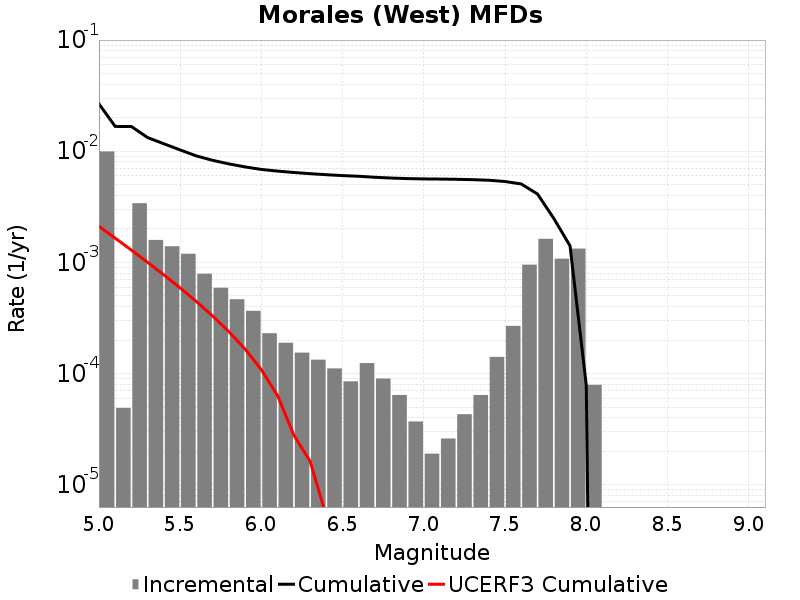 Morales (West) MFDs
10-1
10-2
10-3
10-4
10-5
Rate (1/yr)
5.0 5.5 6.0 6.5 7.0 7.5 8.0 8.5 9.0
Magnitude
Incremental Cumulative UCERF3 Cumulative